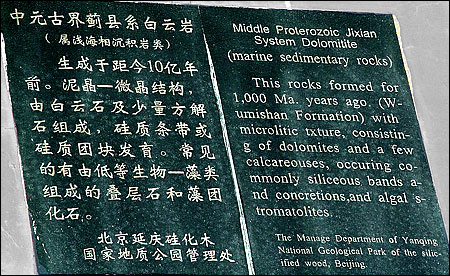 中元古界蓟县系白云岩
（属浅海相沉积岩类）
生成于距今10亿年
前。泥晶—微晶结构，
由白云石及少量方解
石组成，硅质条带或
硅质团块发育。常见
的有由低等生物—藻类
组成的叠层石和藻团
化石。
北京延庆硅化木
国家地质公园管理处
Middle Proterozoic Jixian
System Dolomitite
(marine sedimentary rocks)
This rocks formed for
1,000 Ma. years ago, (W-
umishan Formation) with
microlitic txture, consistin-
g of dolomites and a few
calcareouses, occuring co-
mmonly siliceous bands a-
nd concretions,and algal s-
tromatolites.
The Manage Department of Yanqing
National Geological Park of the silic-
ified wood, Beijing.